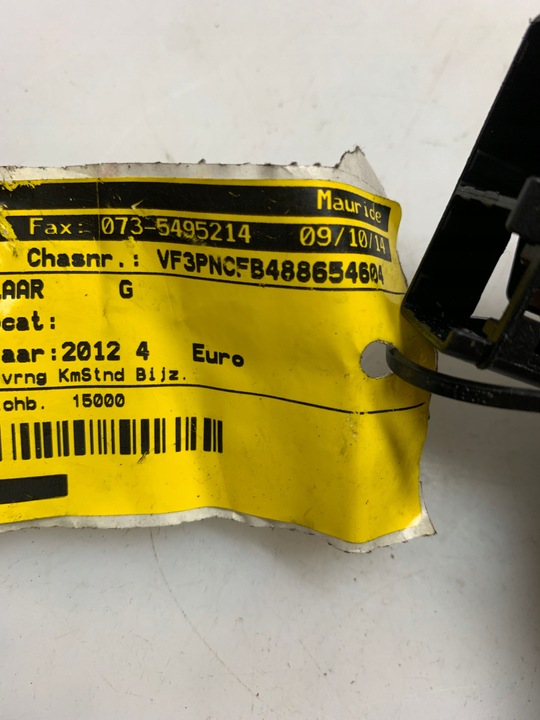 Mauride
Fax: 073-5495214 09/10/14
Chasnr.: VF3PNCFB488654604
AAR G
cat:
aar:2012 4 Euro
vrng KmStnd Bijz.
ohb. 15000